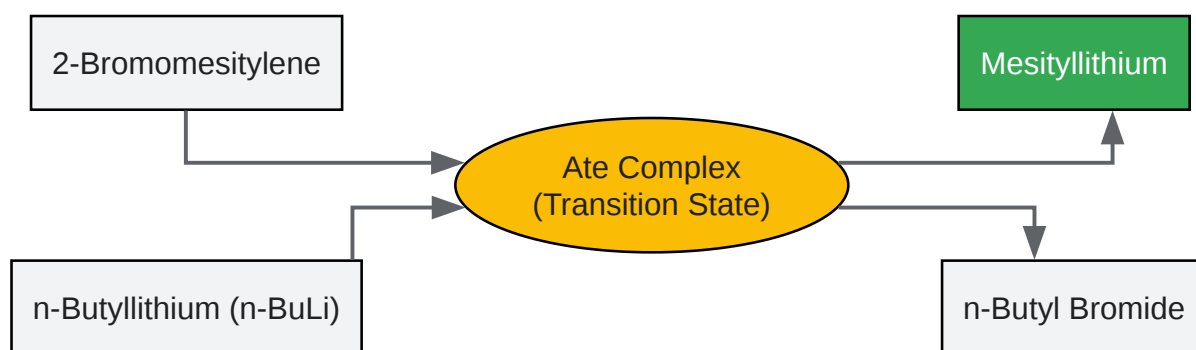 2-Bromomesitylene
Mesityllithium
Ate Complex
(Transition State)
n-Butyllithium (n-BuLi)
n-Butyl Bromide